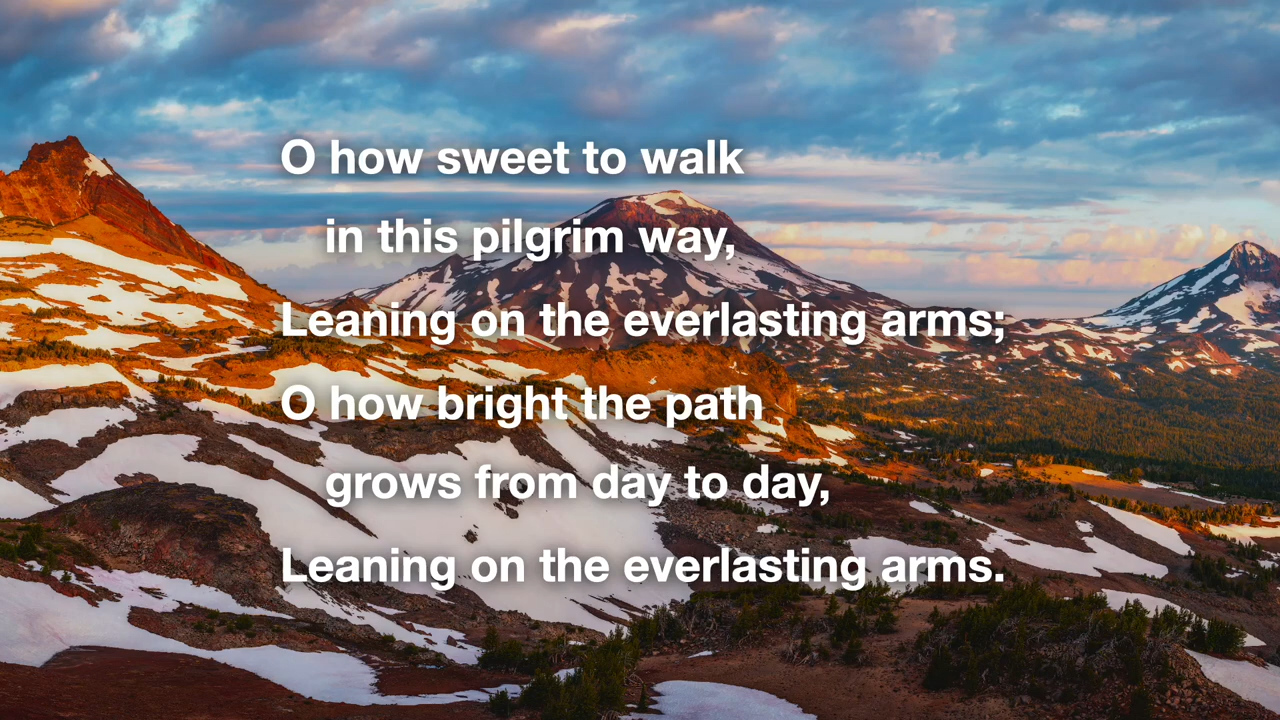 O how sweet to walk
in this pilgrim way,
Leaning on the everlasting arms;
O how bright the path
grows from day to day,
Leaning on the everlasting arms.